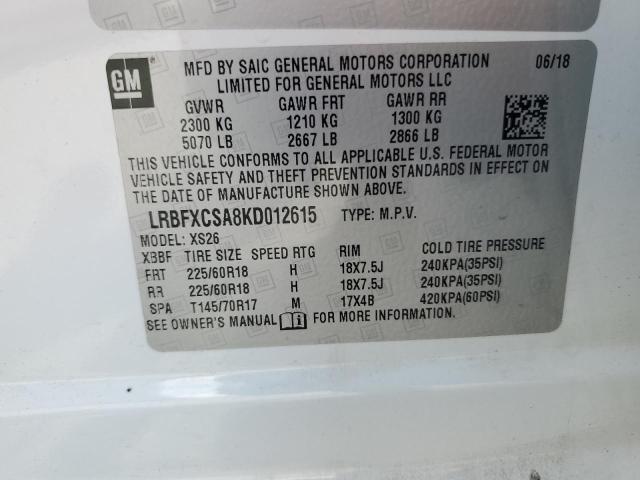 GM
MFD BY SAIC GENERAL MOTORS CORPORATION 06/18
LIMITED FOR GENERAL MOTORS LLC
GVWR GAWR FRT GAWR RR
2300 KG 1210 KG 1300 KG
5070 LB 2667 LB 2866 LB
THIS VEHICLE CONFORMS TO ALL APPLICABLE U.S. FEDERAL MOTOR
VEHICLE SAFETY AND THEFT PREVENTION STANDARDS IN EFFECT ON
THE DATE OF MANUFACTURE SHOWN ABOVE.
LRBFXCSA8KD012615 TYPE: M.P.V.
MODEL: XS26
XBBF TIRE SIZE SPEED RTG RIM COLD TIRE PRESSURE
FRT 225/60R18 H 18X7.5J 240KPA(35PSI)
RR 225/60R18 H 18X7.5J 240KPA(35PSI)
SPA T145/70R17 M 17X4B 420KPA(60PSI)
SEE OWNER'S MANUAL FOR MORE INFORMATION.